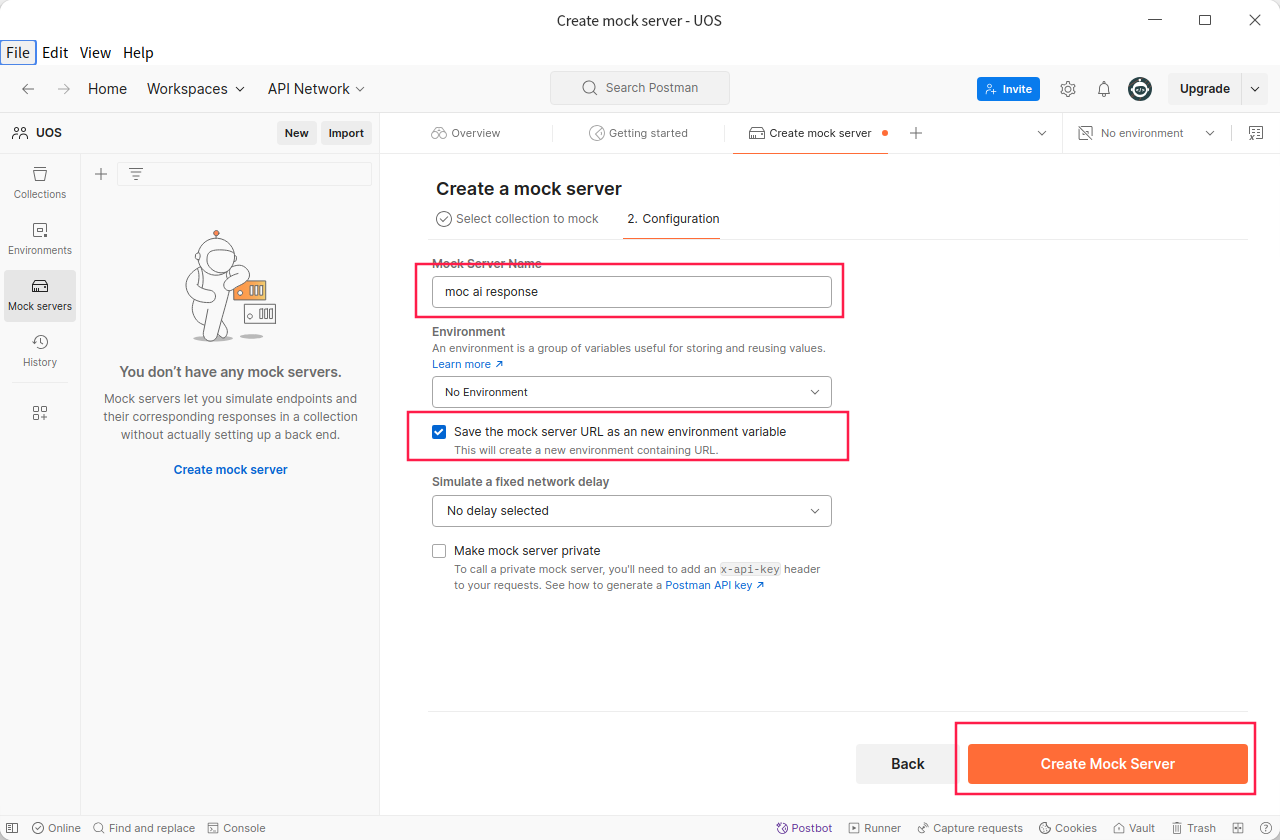 Create mock server - UOS
File Edit View Help
Home Workspaces API Network Search Postman Invite Upgrade
UOS New Import Overview Getting started Create mock server No environment
Collections
Environments
Mock servers
History
You don’t have any mock servers.
Mock servers let you simulate endpoints and
their corresponding responses in a collection
without actually setting up a back end.
Create mock server
Create a mock server
Select collection to mock 2. Configuration
Mock Server Name
moc ai response
Environment
An environment is a group of variables useful for storing and reusing values.
Learn more ↗
No Environment
Save the mock server URL as an new environment variable
This will create a new environment containing URL.
Simulate a fixed network delay
No delay selected
Make mock server private
To call a private mock server, you'll need to add an x-api-key header
to your requests. See how to generate a Postman API key ↗
Back Create Mock Server
Online Find and replace Console Postbot Runner Capture requests Cookies Vault Trash